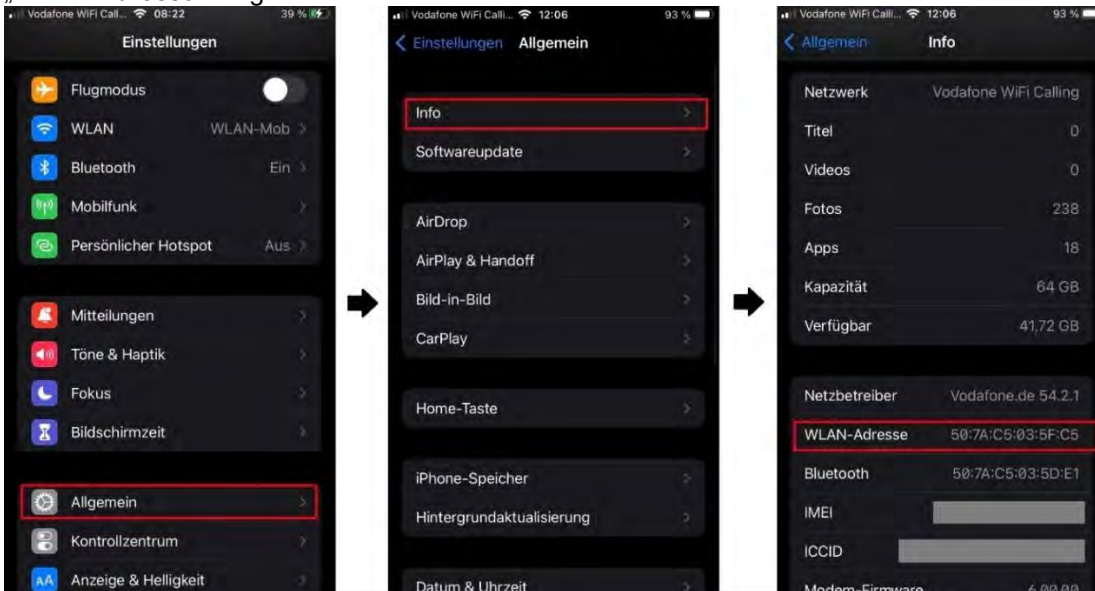 Vodafone WiFi Call... 08:22 39 %
Einstellungen
Flugmodus
WLAN WLAN-Mob
Bluetooth Ein
Mobilfunk
Persönlicher Hotspot Aus
Mitteilungen
Töne & Haptik
Fokus
Bildschirmzeit
Allgemein
Kontrollzentrum
AA Anzeige & Helligkeit
Vodafone WiFi Calli... 12:06 93 %
Einstellungen Allgemein
Info
Softwareupdate
AirDrop
AirPlay & Handoff
Bild-in-Bild
CarPlay
Home-Taste
iPhone-Speicher
Hintergrundaktualisierung
Datum & Uhrzeit
Vodafone WiFi Calli... 12:06 93 %
Allgemein Info
Netzwerk Vodafone WiFi Calling
Titel 0
Videos 0
Fotos 238
Apps 18
Kapazität 64 GB
Verfügbar 41,72 GB
Netzbetreiber Vodafone.de 54.2.1
WLAN-Adresse 50:7A:C5:03:5F:C5
Bluetooth 50:7A:C5:03:5D:E1
IMEI
ICCID
Modem-Firmware 6.00.00